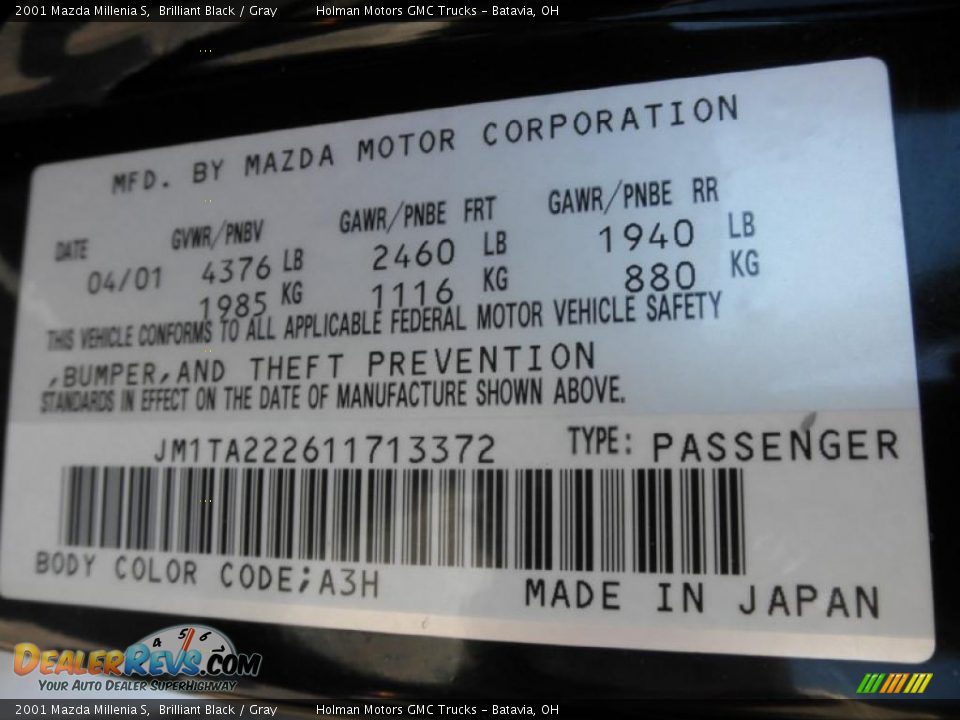 2001 Mazda Millenia S, Brilliant Black / Gray Holman Motors GMC Trucks - Batavia, OH
MFD. BY MAZDA MOTOR CORPORATION
DATE GVWR/PNBV GAWR/PNBE FRT GAWR/PNBE RR
04/01 4376 LB 2460 LB 1940 LB
1985 KG 1116 KG 880 KG
THIS VEHICLE CONFORMS TO ALL APPLICABLE FEDERAL MOTOR VEHICLE SAFETY
,BUMPER,AND THEFT PREVENTION
STANDARDS IN EFFECT ON THE DATE OF MANUFACTURE SHOWN ABOVE.
JM1TA222611713372 TYPE: PASSENGER
BODY COLOR CODE;A3H MADE IN JAPAN
4 5 6
DEALERREVS.COM
YOUR AUTO DEALER SUPERHIGHWAY
2001 Mazda Millenia S, Brilliant Black / Gray Holman Motors GMC Trucks - Batavia, OH